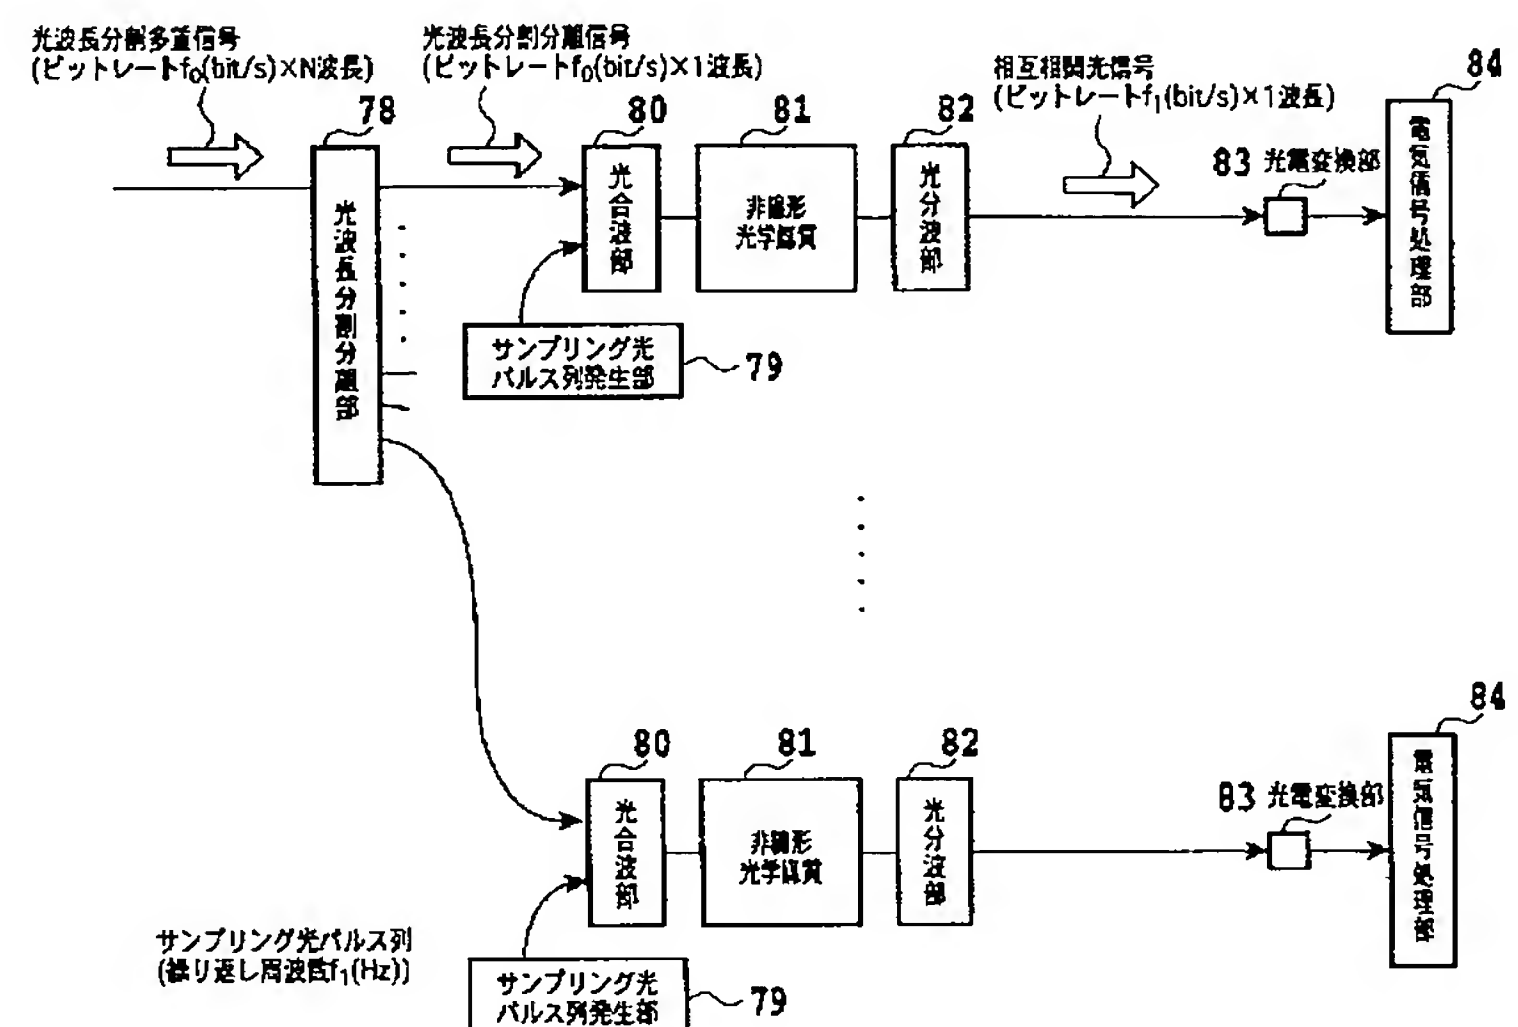 光波長分割多重信号
(ビットレートf₀(bit/s)×N波長)
光波長分割分離信号
(ビットレートf₀(bit/s)×1波長)
相互相関光信号
(ビットレートf₁(bit/s)×1波長)
78
80
81
82
83 光電変換部
84
光波長分割分離部
光合波部
非線形
光学媒質
光分波部
電気信号処理部
サンプリング光
パルス列発生部
79
80
81
82
83 光電変換部
84
光合波部
非線形
光学媒質
光分波部
電気信号処理部
サンプリング光パルス列
(繰り返し周波数f₁(Hz))
サンプリング光
パルス列発生部
79